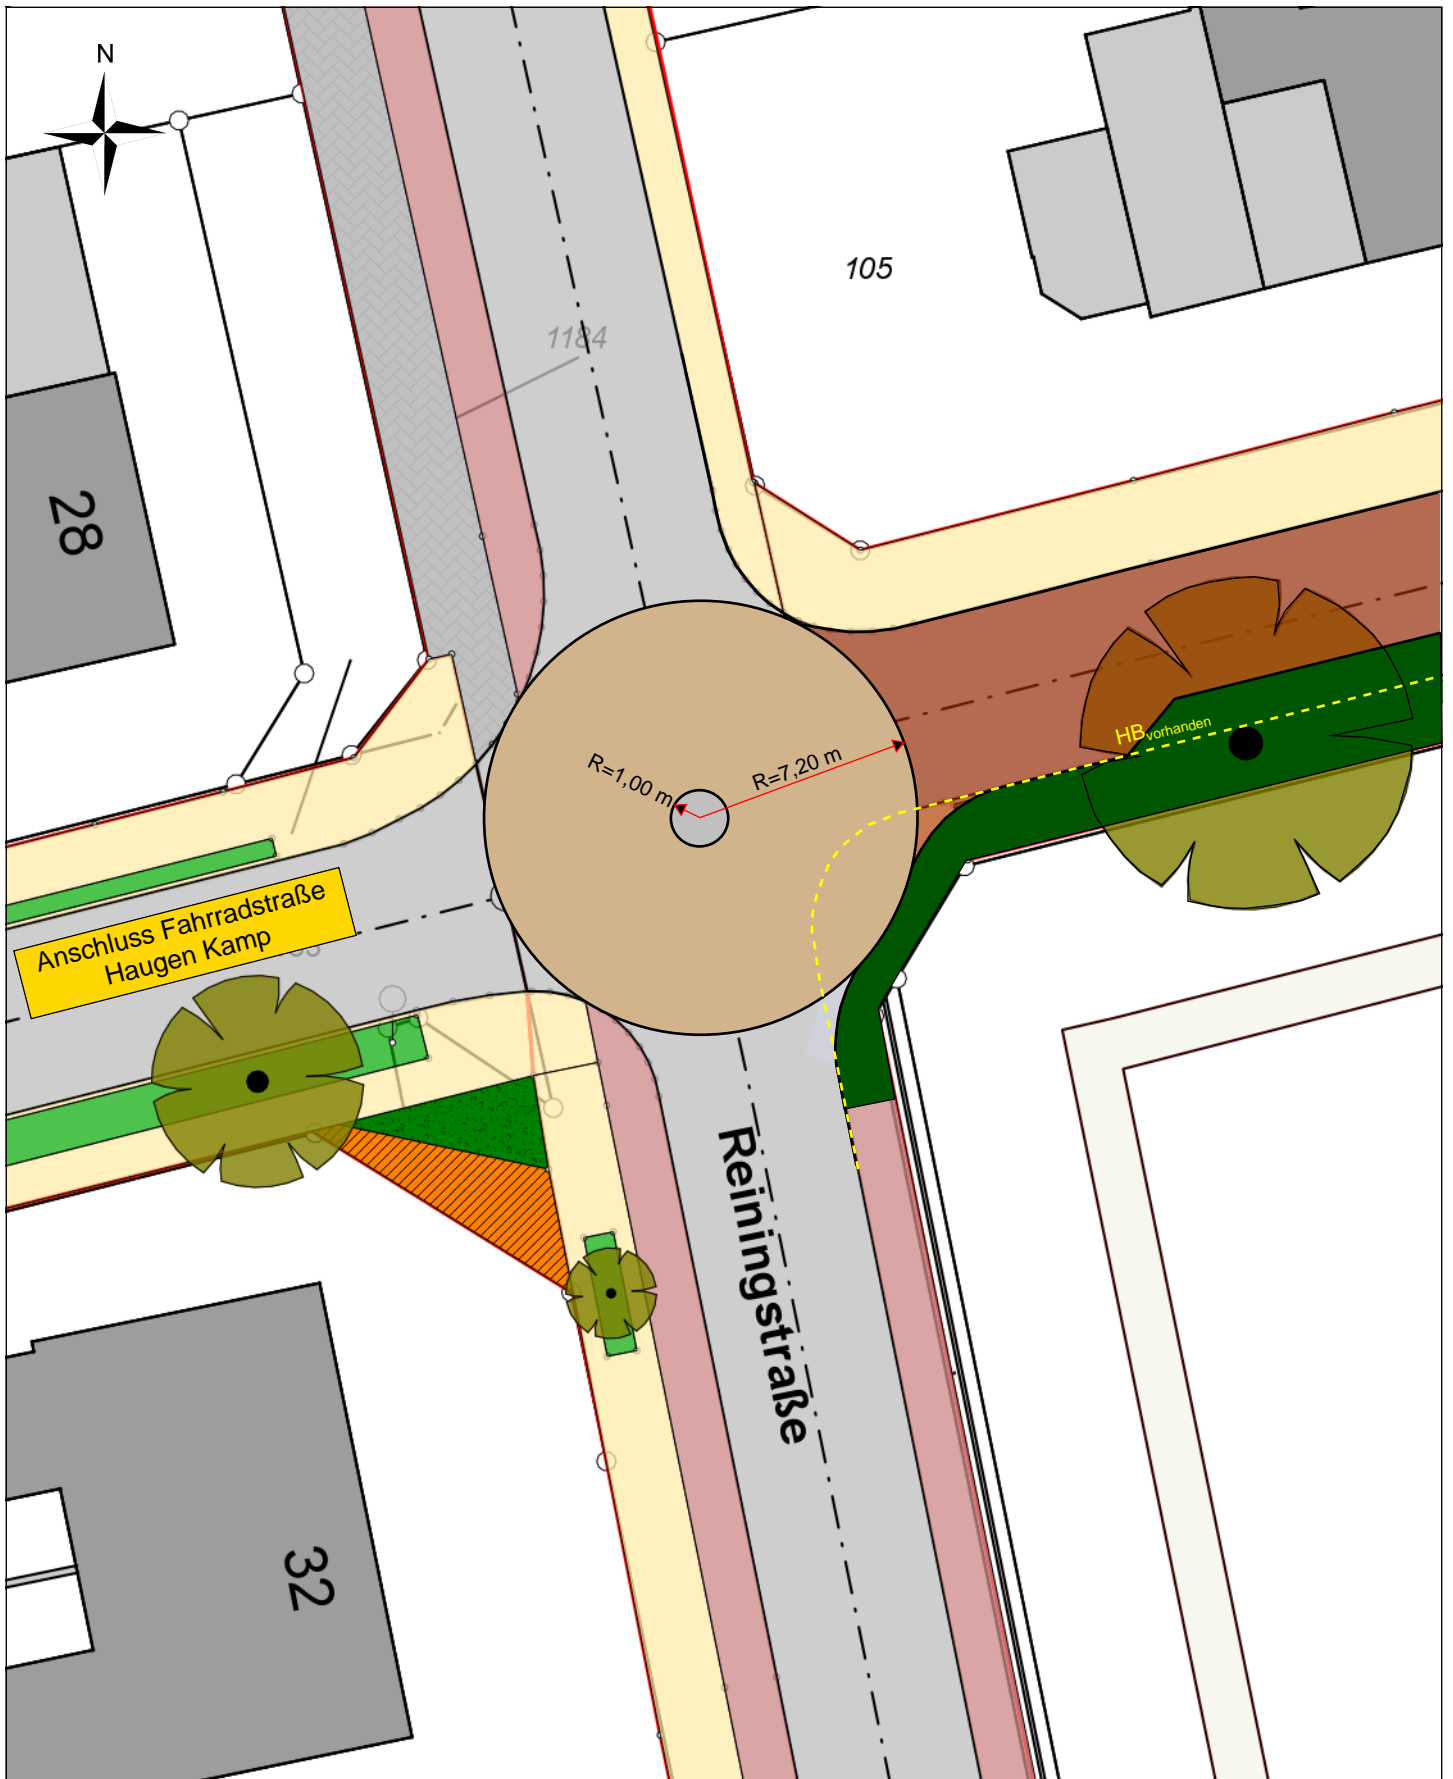 N
105
1184
28
R=1,00 m
R=7,20 m
HBvorhanden
Anschluss Fahrradstraße
Haugen Kamp
Reiningstraße
32